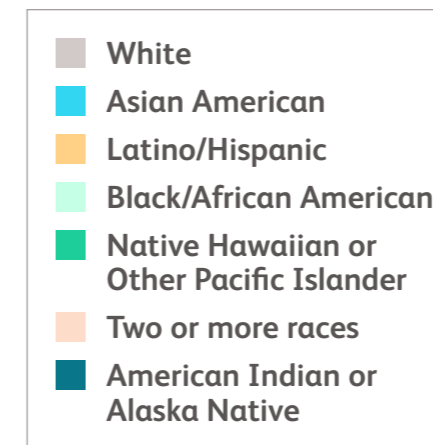 White
Asian American
Latino/Hispanic
Black/African American
Native Hawaiian or
Other Pacific Islander
Two or more races
American Indian or
Alaska Native